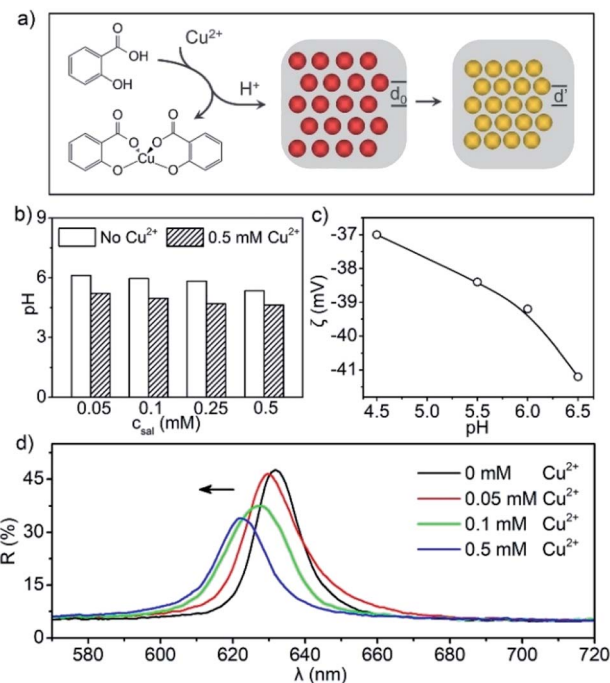 a)
O
OH
OH
Cu²⁺
H⁺
O
O
O
O
Cu
O
O
d₀
d'
b)
9
6
3
0
pH
No Cu²⁺
0.5 mM Cu²⁺
0.05
0.1
0.25
0.5
c_sal (mM)
c)
-37
-38
-39
-40
-41
ζ (mV)
4.5
5.0
5.5
6.0
6.5
pH
d)
45
30
15
0
R (%)
0 mM Cu²⁺
0.05 mM Cu²⁺
0.1 mM Cu²⁺
0.5 mM Cu²⁺
580
600
620
640
660
680
700
720
λ (nm)